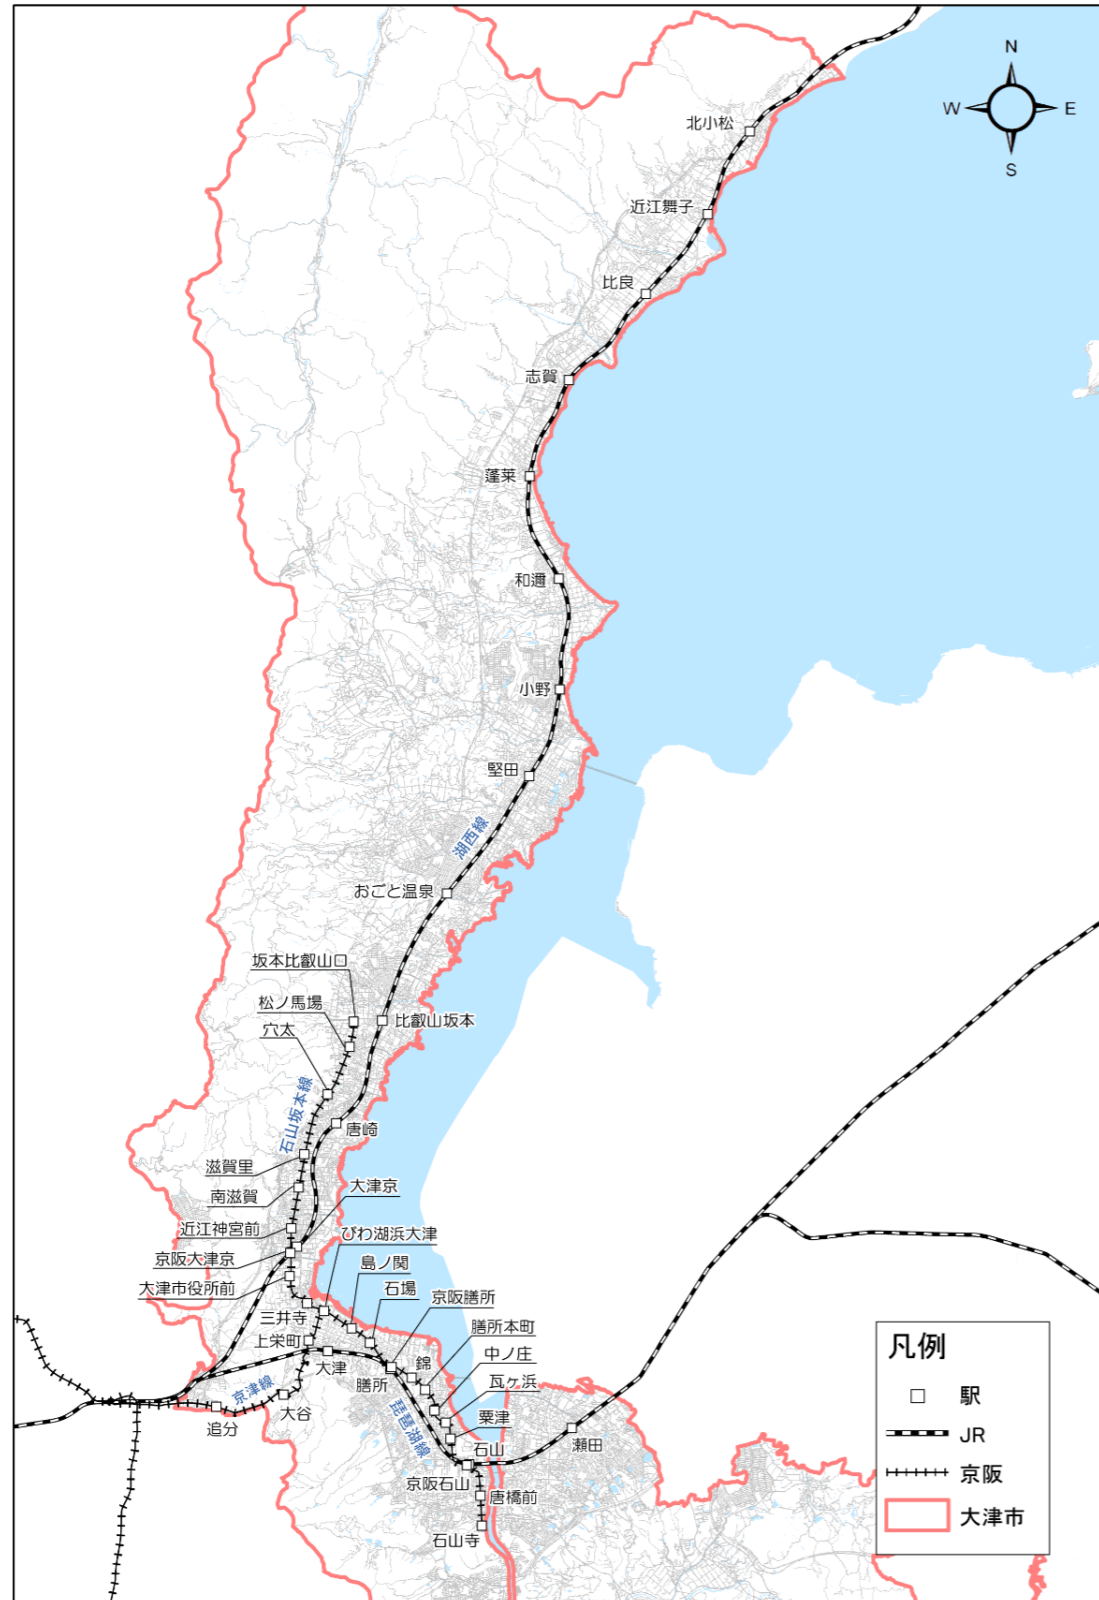 N
W
E
S
北小松
近江舞子
比良
志賀
蓬莱
和邇
小野
堅田
湖西線
おごと温泉
坂本比叡山口
松ノ馬場
比叡山坂本
穴太
石山坂本線
唐崎
滋賀里
南滋賀
大津京
近江神宮前
びわ湖浜大津
京阪大津京
島ノ関
大津市役所前
石場
京阪膳所
三井寺
膳所本町
上栄町
大津
錦
中ノ庄
膳所
瓦ヶ浜
京津線
大谷
追分
琵琶湖線
粟津
石山
瀬田
京阪石山
唐橋前
石山寺
凡例
駅
JR
京阪
大津市